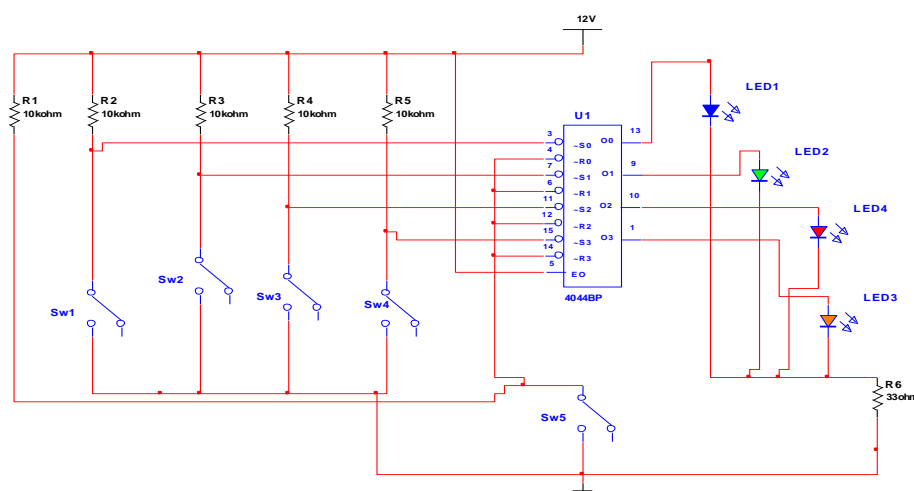 12V
R1
10kohm
R2
10kohm
R3
10kohm
R4
10kohm
R5
10kohm
LED1
U1
3
4
7
6
11
12
15
14
5
~S0
~R0
~S1
~R1
~S2
~R2
~S3
~R3
EO
O0
O1
O2
O3
13
9
10
1
4044BP
LED2
LED4
LED3
Sw1
Sw2
Sw3
Sw4
Sw5
R6
33ohm